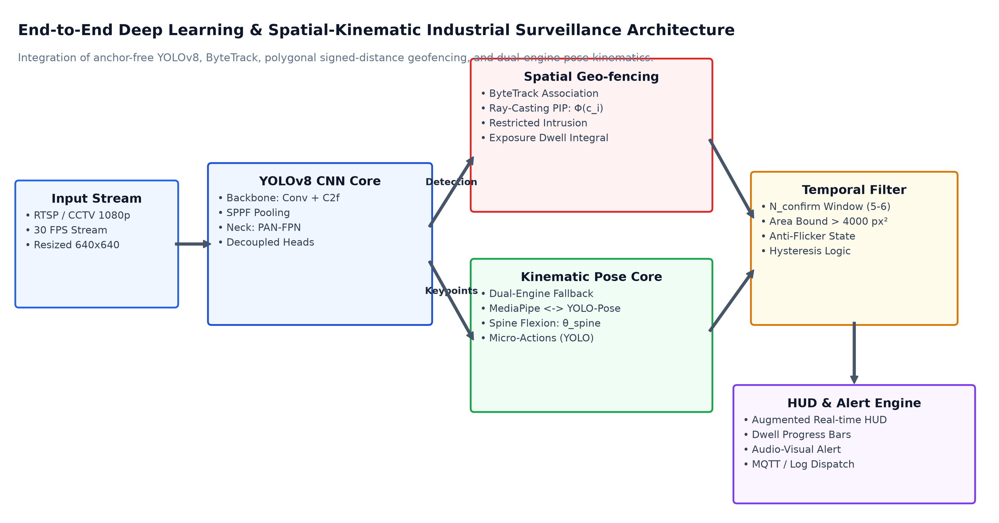 End-to-End Deep Learning & Spatial-Kinematic Industrial Surveillance Architecture
Integration of anchor-free YOLOv8, ByteTrack, polygonal signed-distance geofencing, and dual-engine pose kinematics.
Input Stream
• RTSP / CCTV 1080p
• 30 FPS Stream
• Resized 640x640
YOLOv8 CNN Core
• Backbone: Conv + C2f
• SPPF Pooling
• Neck: PAN-FPN
• Decoupled Heads
Detection
Keypoints
Spatial Geo-fencing
• ByteTrack Association
• Ray-Casting PIP: Φ(c_i)
• Restricted Intrusion
• Exposure Dwell Integral
Kinematic Pose Core
• Dual-Engine Fallback
• MediaPipe <-> YOLO-Pose
• Spine Flexion: θ_spine
• Micro-Actions (YOLO)
Temporal Filter
• N_confirm Window (5-6)
• Area Bound > 4000 px²
• Anti-Flicker State
• Hysteresis Logic
HUD & Alert Engine
• Augmented Real-time HUD
• Dwell Progress Bars
• Audio-Visual Alert
• MQTT / Log Dispatch